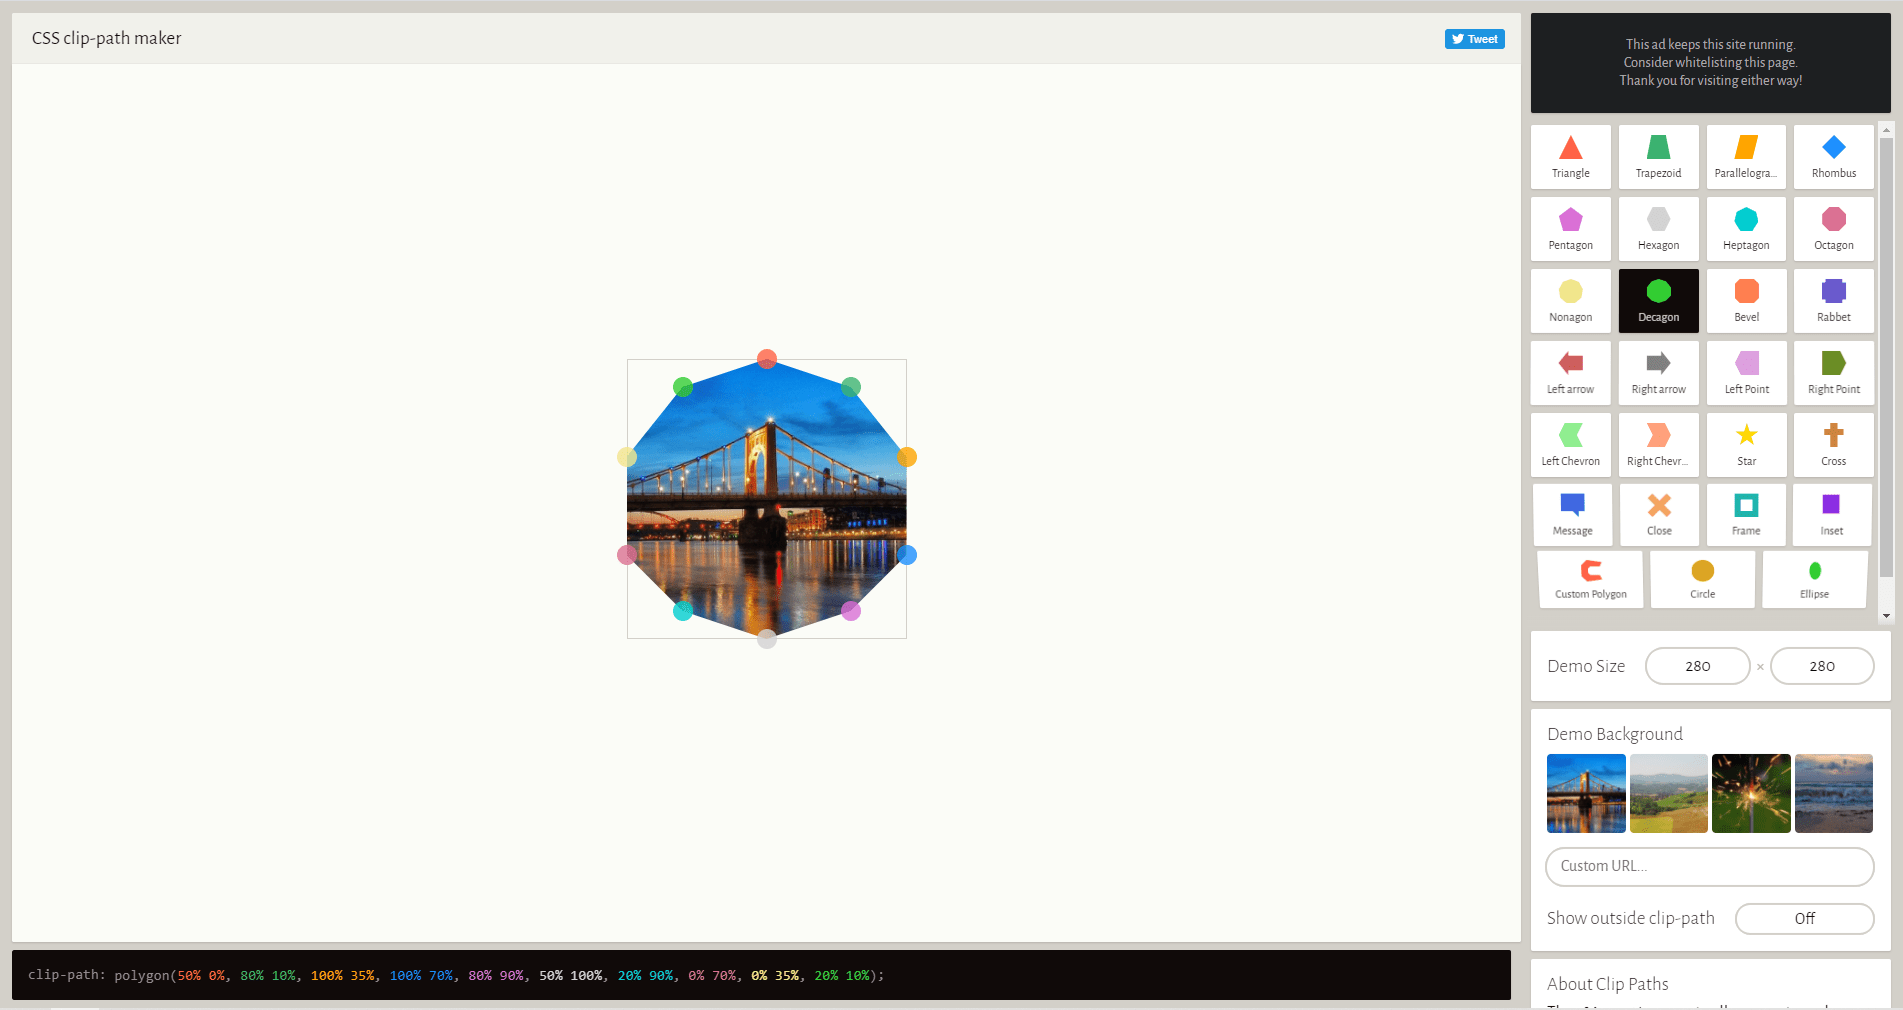 CSS clip-path maker
Tweet
This ad keeps this site running.
Consider whitelisting this page.
Thank you for visiting either way!
Triangle
Trapezoid
Parallelogra...
Rhombus
Pentagon
Hexagon
Heptagon
Octagon
Nonagon
Decagon
Bevel
Rabbet
Left arrow
Right arrow
Left Point
Right Point
Left Chevron
Right Chevr...
Star
Cross
Message
Close
Frame
Inset
Custom Polygon
Circle
Ellipse
Demo Size
280
×
280
Demo Background
Custom URL...
Show outside clip-path
Off
About Clip Paths
clip-path: polygon(50% 0%, 80% 10%, 100% 35%, 100% 70%, 80% 90%, 50% 100%, 20% 90%, 0% 70%, 0% 35%, 20% 10%);